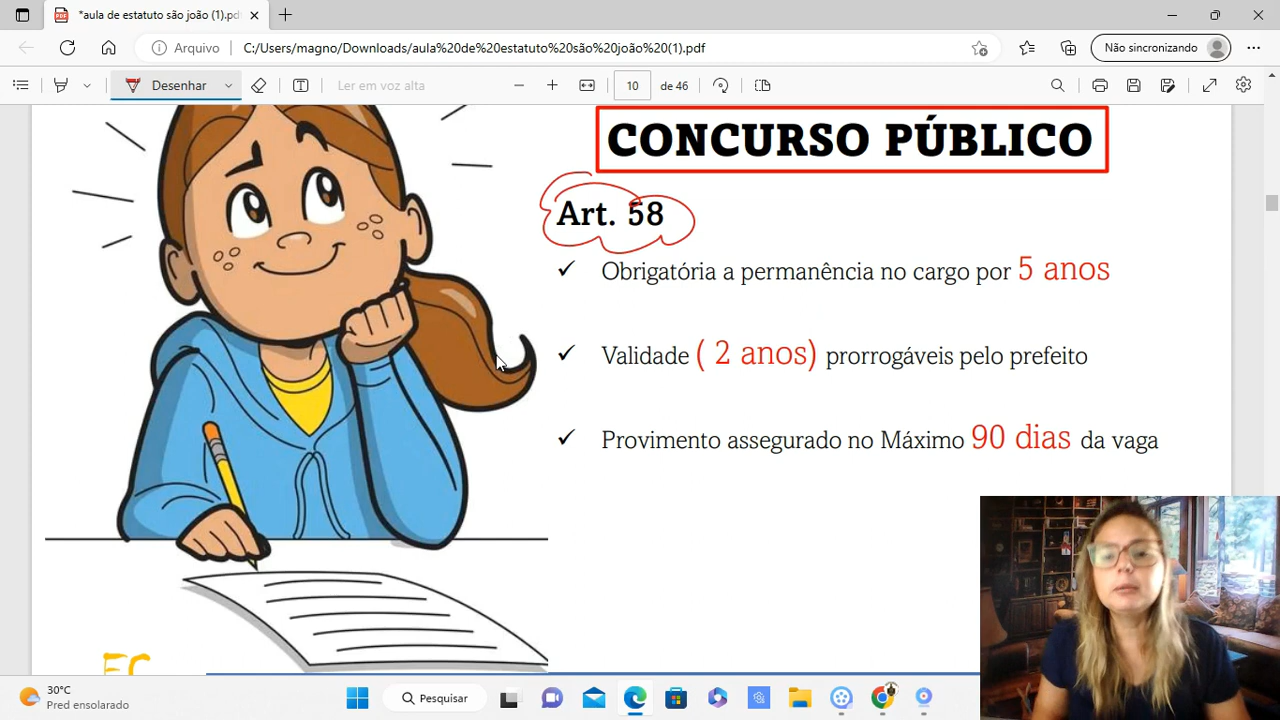 *aula de estatuto são joão (1).pdf
Arquivo
C:/Users/magno/Downloads/aula%20de%20estatuto%20são%20joão%20(1).pdf
Não sincronizando
Desenhar
Ler em voz alta
10 de 46
CONCURSO PÚBLICO
Art. 58
✓ Obrigatória a permanência no cargo por 5 anos
✓ Validade ( 2 anos) prorrogáveis pelo prefeito
✓ Provimento assegurado no Máximo 90 dias da vaga
30°C
Pred ensolarado
Pesquisar